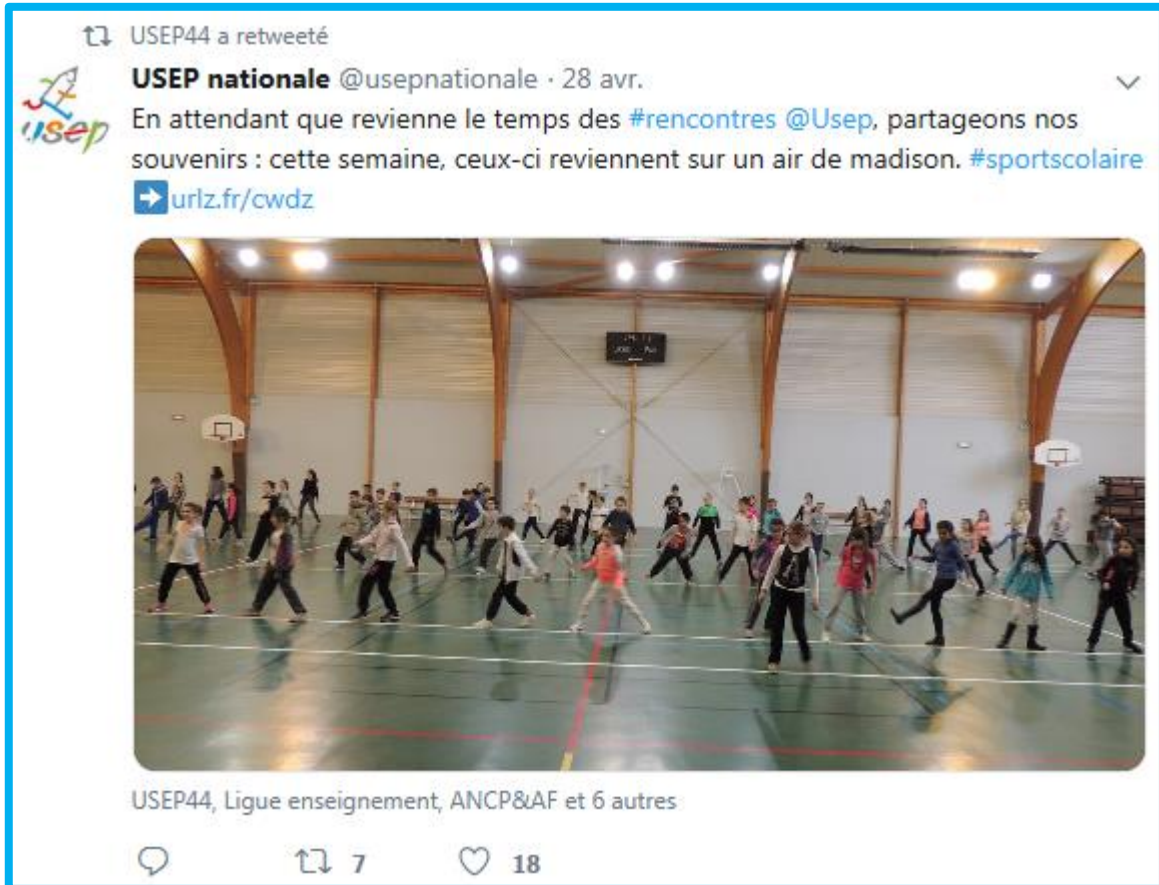 USEP44 a retweeté
USEP nationale @usepnationale · 28 avr.
usep
En attendant que revienne le temps des #rencontres @Usep, partageons nos
souvenirs : cette semaine, ceux-ci reviennent sur un air de madison. #sportscolaire
➡urlz.fr/cwdz
USEP44, Ligue enseignement, ANCP&AF et 6 autres
7 18